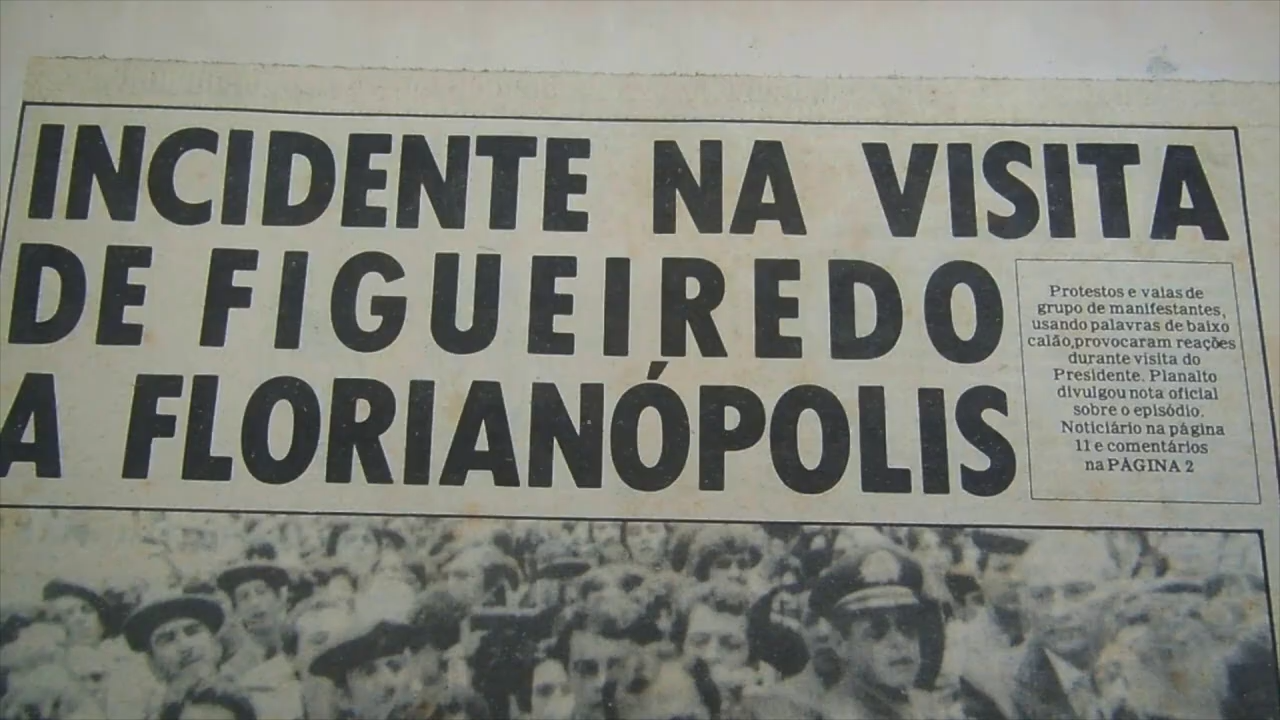 INCIDENTE NA VISITA
DE FIGUEIREDO
A FLORIANÓPOLIS
Protestos e vaias de
grupo de manifestantes,
usando palavras de baixo
calão,provocaram reações
durante visita do
Presidente. Planalto
divulgou nota oficial
sobre o episódio.
Noticiário na página
11 e comentários
na PÁGINA 2